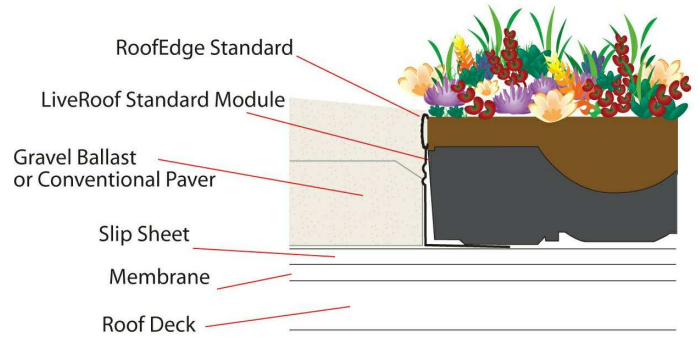 RoofEdge Standard
LiveRoof Standard Module
Gravel Ballast
or Conventional Paver
Slip Sheet
Membrane
Roof Deck